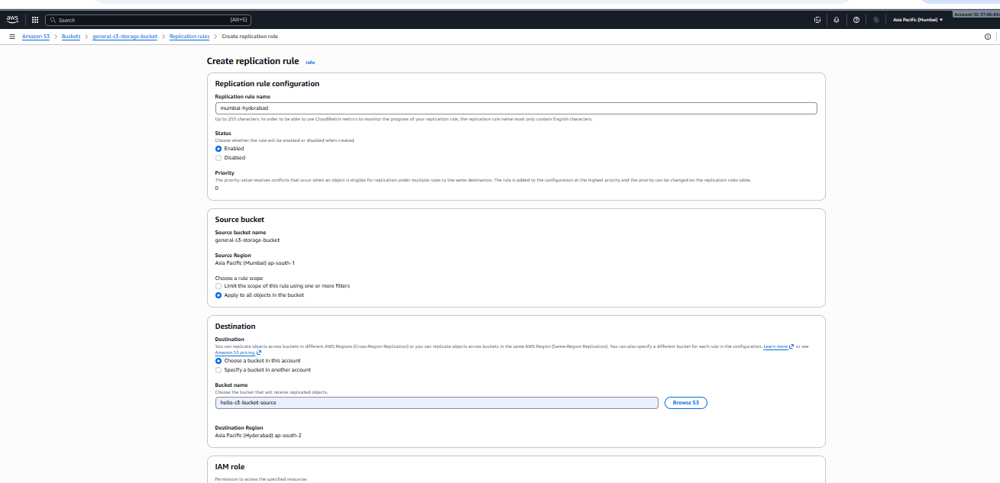 aws
Search [Alt+S]
Asia Pacific (Mumbai)
Account ID: 9148-65
Amazon S3 > Buckets > general-s3-storage-bucket > Replication rules > Create replication rule
Create replication rule Info
Replication rule configuration
Replication rule name
mumbai-hyderabad
Up to 255 characters. In order to be able to use CloudWatch metrics to monitor the progress of your replication rule, the replication rule name must only contain English characters.
Status
Choose whether the rule will be enabled or disabled when created.
Enabled
Disabled
Priority
The priority value resolves conflicts that occur when an object is eligible for replication under multiple rules to the same destination. The rule is added to the configuration at the highest priority and the priority can be changed on the replication rules table.
0
Source bucket
Source bucket name
general-s3-storage-bucket
Source Region
Asia Pacific (Mumbai) ap-south-1
Choose a rule scope
Limit the scope of this rule using one or more filters
Apply to all objects in the bucket
Destination
Destination
You can replicate objects across buckets in different AWS Regions (Cross-Region Replication) or you can replicate objects across buckets in the same AWS Region (Same-Region Replication). You can also specify a different bucket for each rule in the configuration. Learn more or see
Amazon S3 pricing
Choose a bucket in this account
Specify a bucket in another account
Bucket name
Choose the bucket that will receive replicated objects.
hello-s3-bucket-source
Browse S3
Destination Region
Asia Pacific (Hyderabad) ap-south-2
IAM role
Permission to access the specified resources